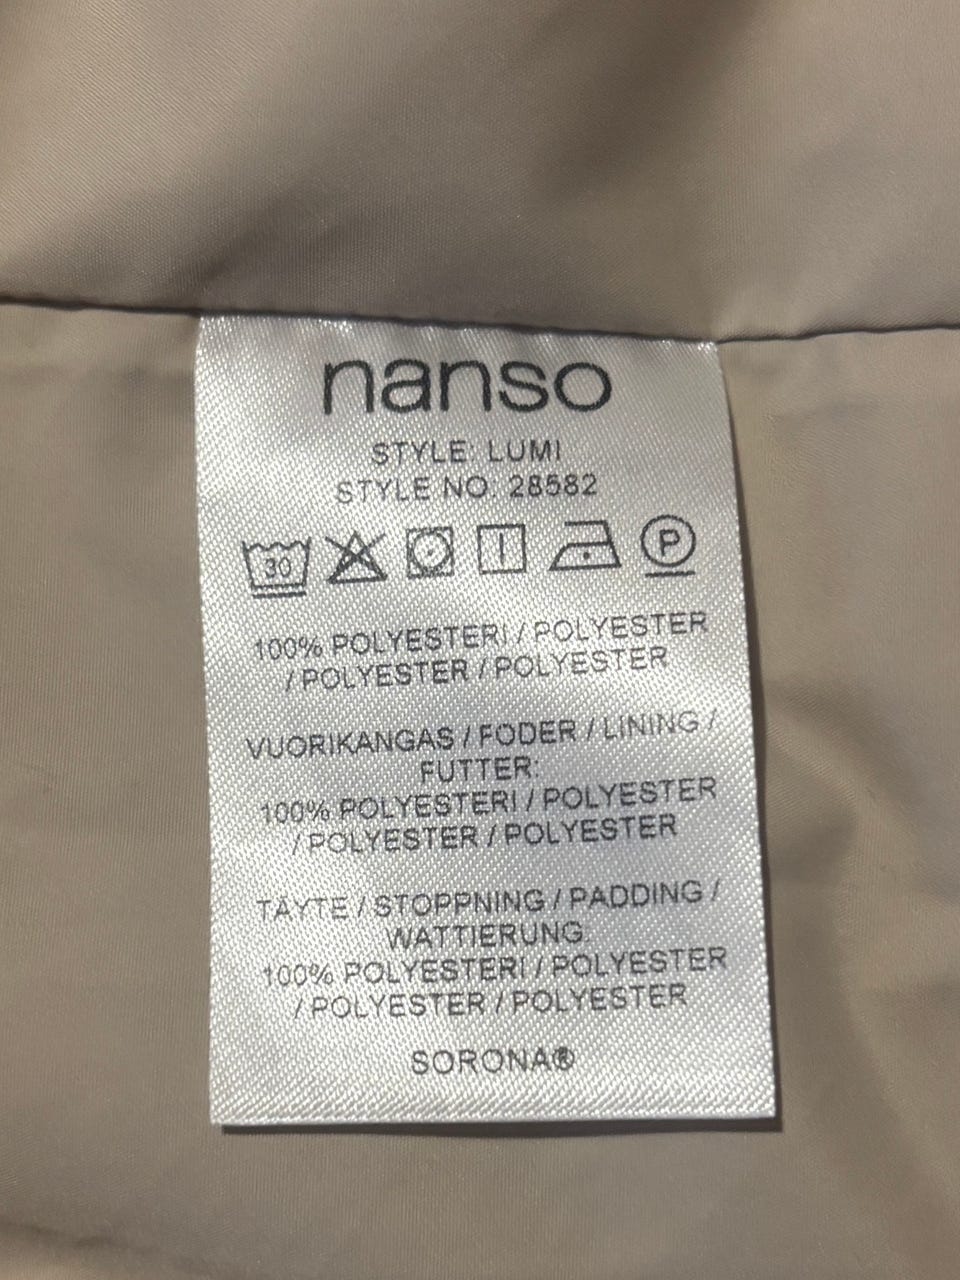 nanso
STYLE: LUMI
STYLE NO. 28582
30 P
100% POLYESTERI / POLYESTER
/ POLYESTER / POLYESTER
VUORIKANGAS / FODER / LINING /
FUTTER:
100% POLYESTERI / POLYESTER
/ POLYESTER / POLYESTER
TÄYTE / STOPPNING / PADDING /
WATTIERUNG:
100% POLYESTERI / POLYESTER
/ POLYESTER / POLYESTER
SORONA®